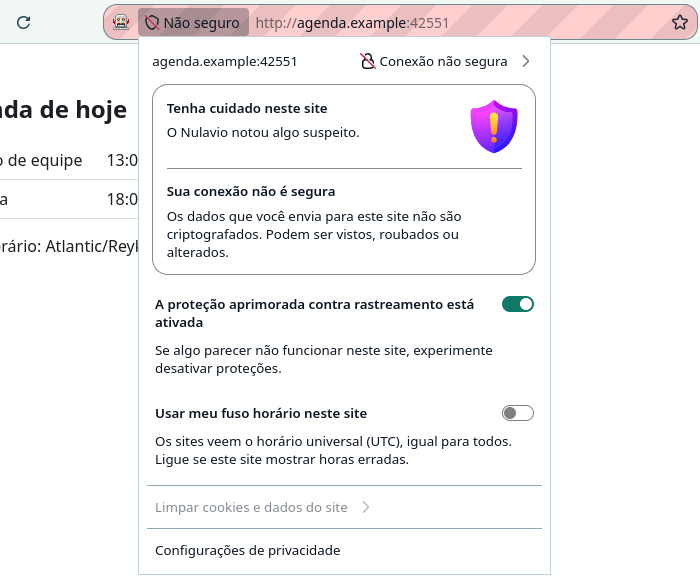 Não seguro http://agenda.example:42551
agenda.example:42551 Conexão não segura
Tenha cuidado neste site
O Nulavio notou algo suspeito.
Sua conexão não é segura
Os dados que você envia para este site não são
criptografados. Podem ser vistos, roubados ou
alterados.
A proteção aprimorada contra rastreamento está
ativada
Se algo parecer não funcionar neste site, experimente
desativar proteções.
Usar meu fuso horário neste site
Os sites veem o horário universal (UTC), igual para todos.
Ligue se este site mostrar horas erradas.
Limpar cookies e dados do site
Configurações de privacidade
de hoje
de equipe 13:0
18:0
Atlantic/Rey